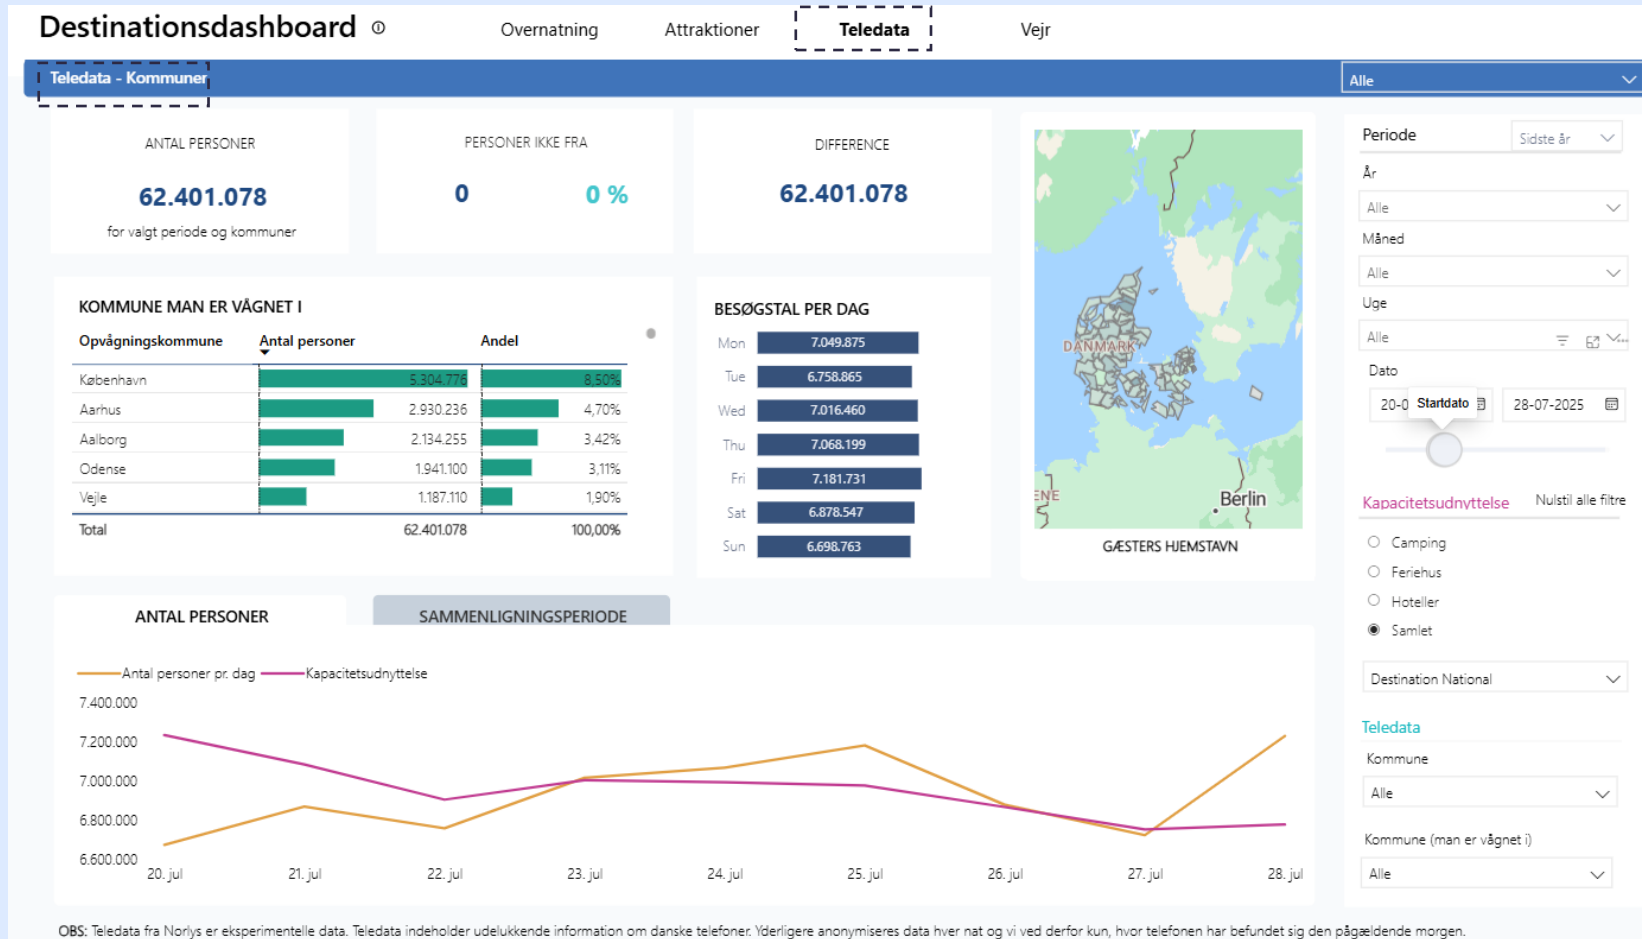 Destinationsdashboard
Overnatning
Attraktioner
Teledata
Vejr
Teledata - Kommuner
Alle
ANTAL PERSONER
62.401.078
for valgt periode og kommuner
PERSONER IKKE FRA
0
0 %
DIFFERENCE
62.401.078
KOMMUNE MAN ER VÅGNET I
Opvågningskommune Antal personer Andel
København 5.304.776 8,50%
Aarhus 2.930.236 4,70%
Aalborg 2.134.255 3,42%
Odense 1.941.100 3,11%
Vejle 1.187.110 1,90%
Total 62.401.078 100,00%
BESØGSTAL PER DAG
Mon 7.049.875
Tue 6.758.865
Wed 7.016.460
Thu 7.068.199
Fri 7.181.731
Sat 6.878.547
Sun 6.698.763
DANMARK
ENE
Berlin
GÆSTERS HJEMSTAVN
Periode
Sidste år
År
Alle
Måned
Alle
Uge
Alle
Dato
20-0
Startdato
28-07-2025
Kapacitetsudnyttelse
Nulstil alle filtre
Camping
Feriehus
Hoteller
Samlet
Destination National
Teledata
Kommune
Alle
Kommune (man er vågnet i)
Alle
ANTAL PERSONER
SAMMENLIGNINGSPERIODE
Antal personer pr. dag
Kapacitetsudnyttelse
7.400.000
7.200.000
7.000.000
6.800.000
6.600.000
20. jul 21. jul 22. jul 23. jul 24. jul 25. jul 26. jul 27. jul 28. jul
OBS: Teledata fra Norlys er eksperimentelle data. Teledata indeholder udelukkende information om danske telefoner. Yderligere anonymiseres data hver nat og vi ved derfor kun, hvor telefonen har befundet sig den pågældende morgen.